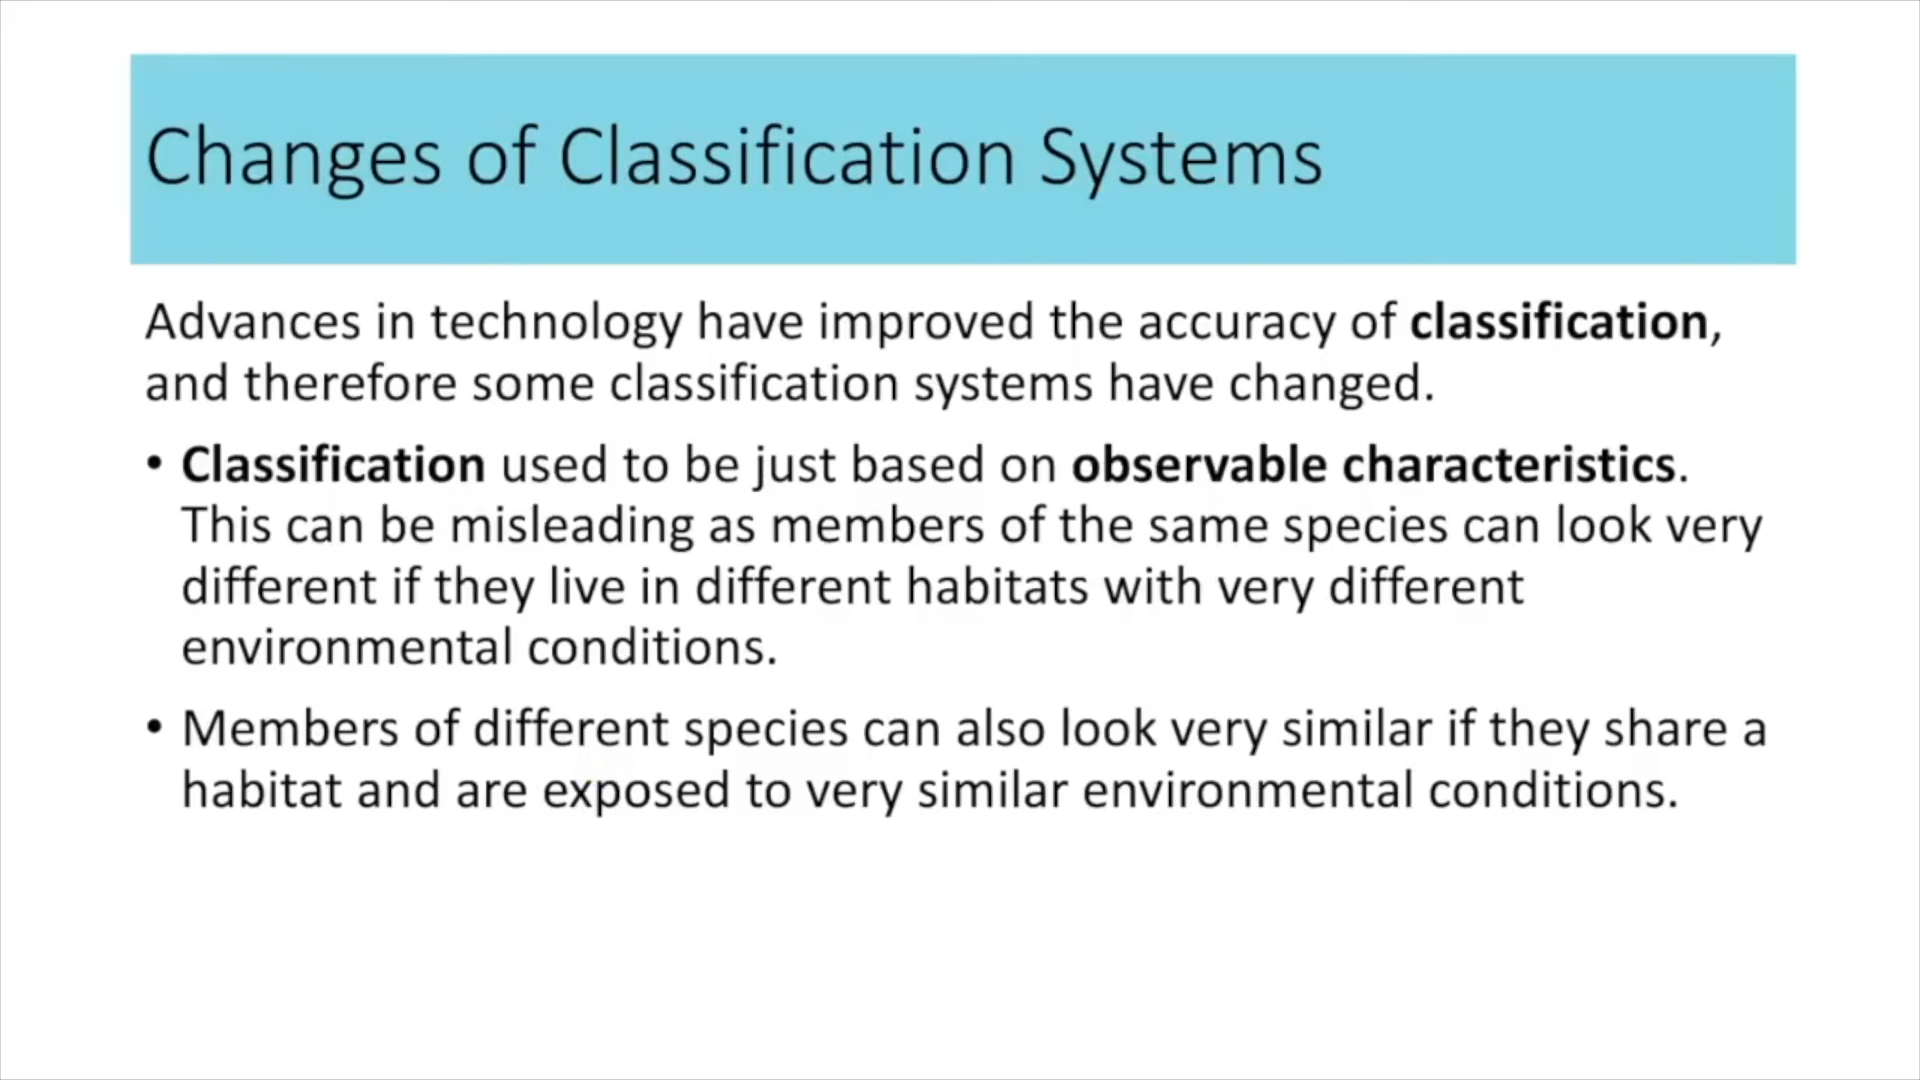 Changes of Classification Systems
Advances in technology have improved the accuracy of classification,
and therefore some classification systems have changed.
• Classification used to be just based on observable characteristics.
This can be misleading as members of the same species can look very
different if they live in different habitats with very different
environmental conditions.
• Members of different species can also look very similar if they share a
habitat and are exposed to very similar environmental conditions.